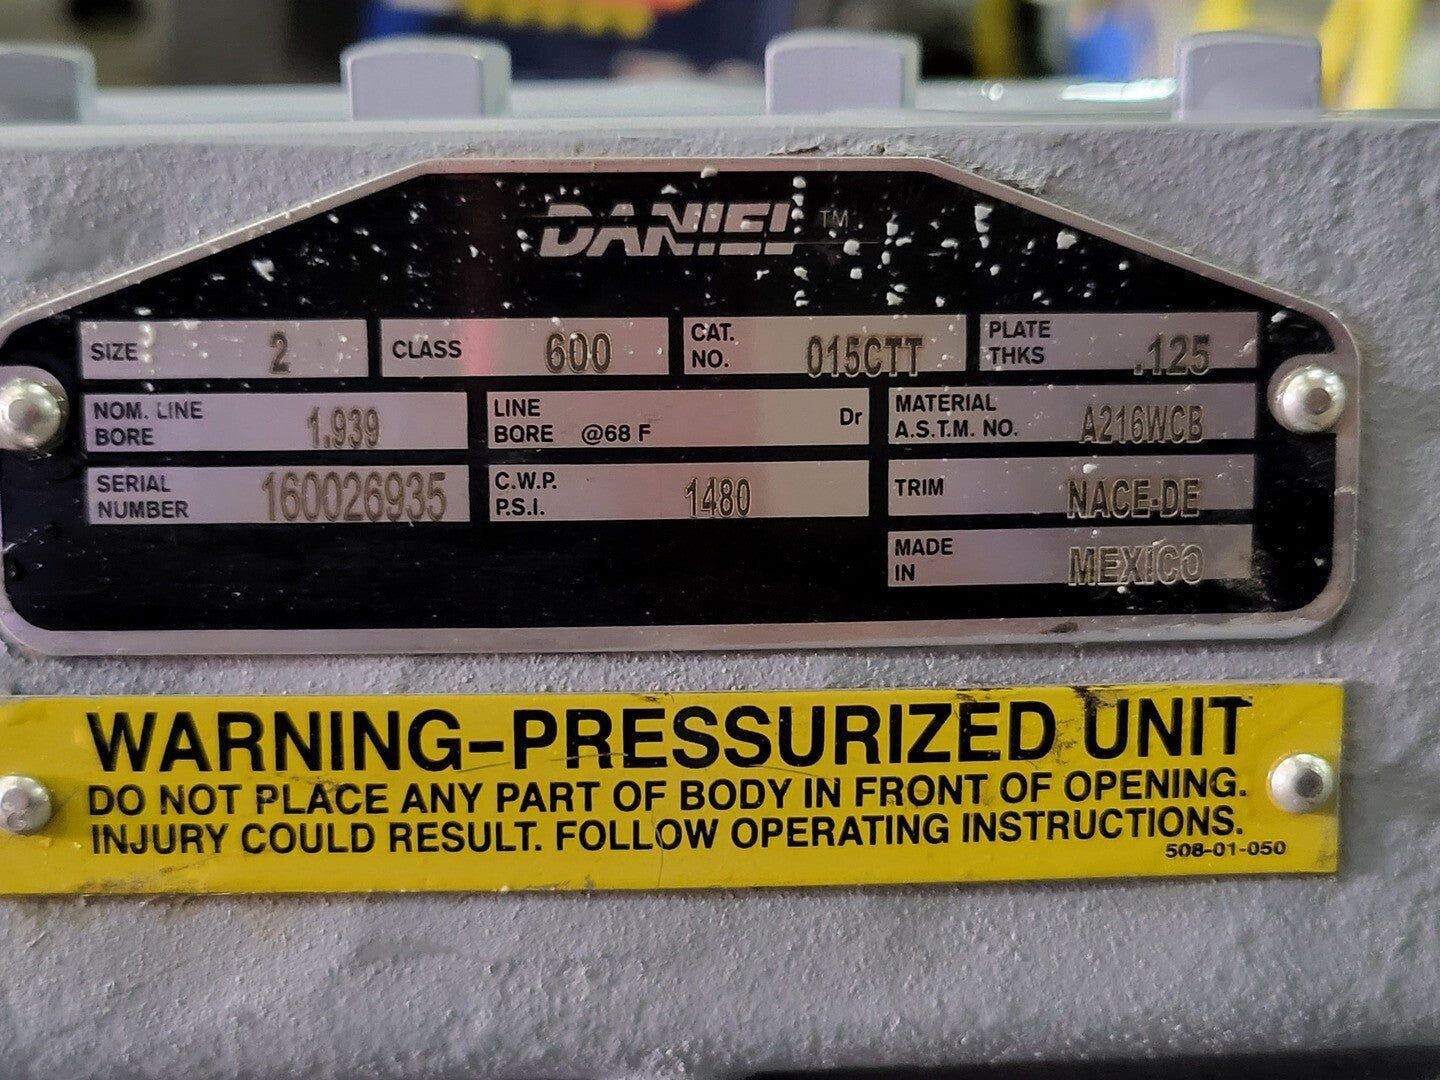 DANIEL™
SIZE 2 CLASS 600 CAT. NO. 015CTT PLATE THKS .125
NOM. LINE BORE 1.939 LINE BORE @68 F Dr MATERIAL A.S.T.M. NO. A216WCB
SERIAL NUMBER 160026935 C.W.P. P.S.I. 1480 TRIM NACE-DE
MADE IN MEXICO
WARNING-PRESSURIZED UNIT
DO NOT PLACE ANY PART OF BODY IN FRONT OF OPENING.
INJURY COULD RESULT. FOLLOW OPERATING INSTRUCTIONS.
508-01-050